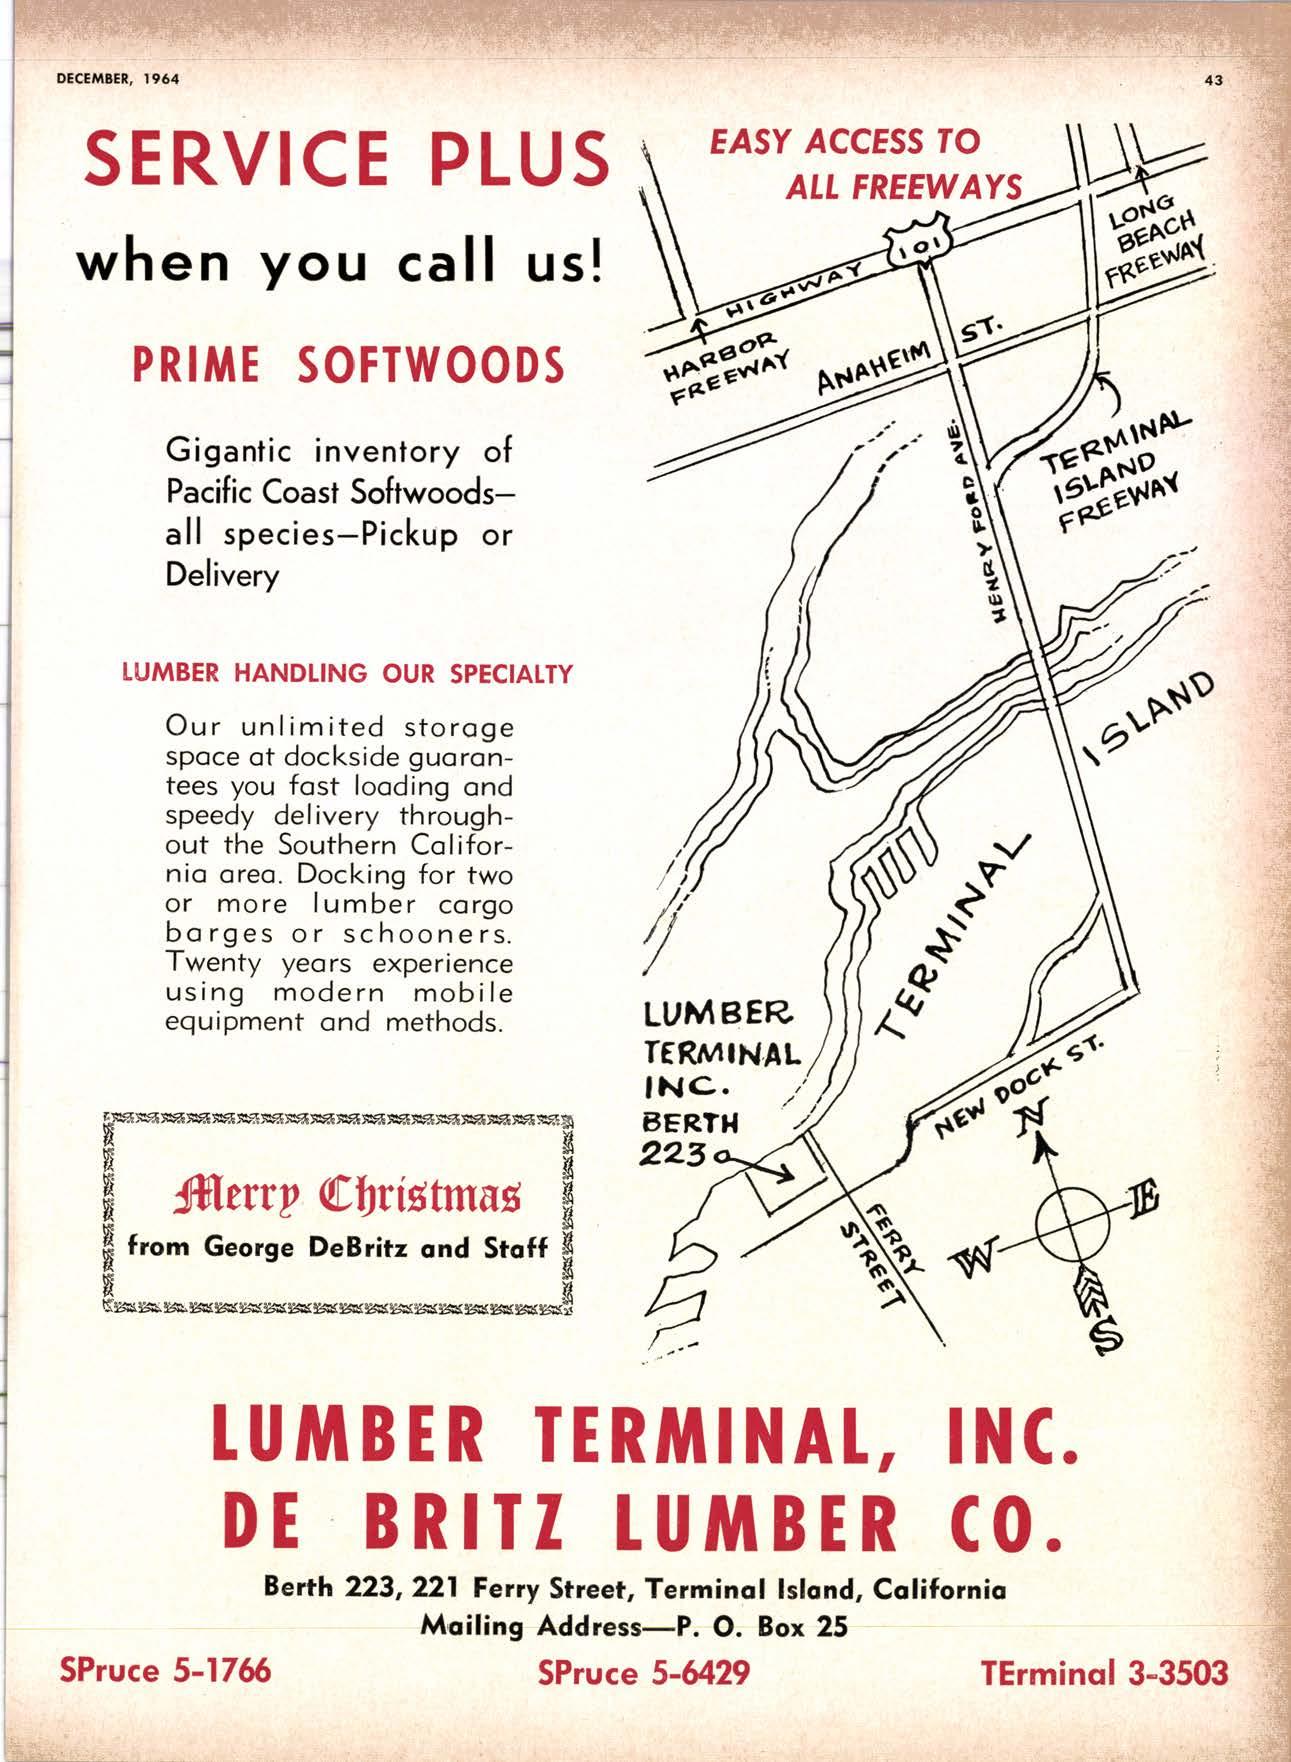 DECEMBER, 1964
43
SERVICE PLUS
when you call us!
PRIME SOFTWOODS
Gigantic inventory of
Pacific Coast Softwoods—
all species—Pickup or
Delivery
LUMBER HANDLING OUR SPECIALTY
Our unlimited storage
space at dockside guaran-
tees you fast loading and
speedy delivery through-
out the Southern Califor-
nia area. Docking for two
or more lumber cargo
barges or schooners.
Twenty years experience
using modern mobile
equipment and methods.
Merry Christmas
from George DeBritz and Staff
EASY ACCESS TO
ALL FREEWAYS
101
HIGHWAY
LONG
BEACH
FREEWAY
HARBOR
FREEWAY
ANAHEIM ST.
HENRY FORD AVE.
TERMINAL
ISLAND
FREEWAY
TERMINAL ISLAND
LUMBER
TERMINAL
INC.
BERTH
223
NEW DOCK ST.
FERRY
STREET
N
E
W
S
LUMBER TERMINAL, INC.
DE BRITZ LUMBER CO.
Berth 223, 221 Ferry Street, Terminal Island, California
Mailing Address—P. O. Box 25
SPruce 5-1766
SPruce 5-6429
TErminal 3-3503